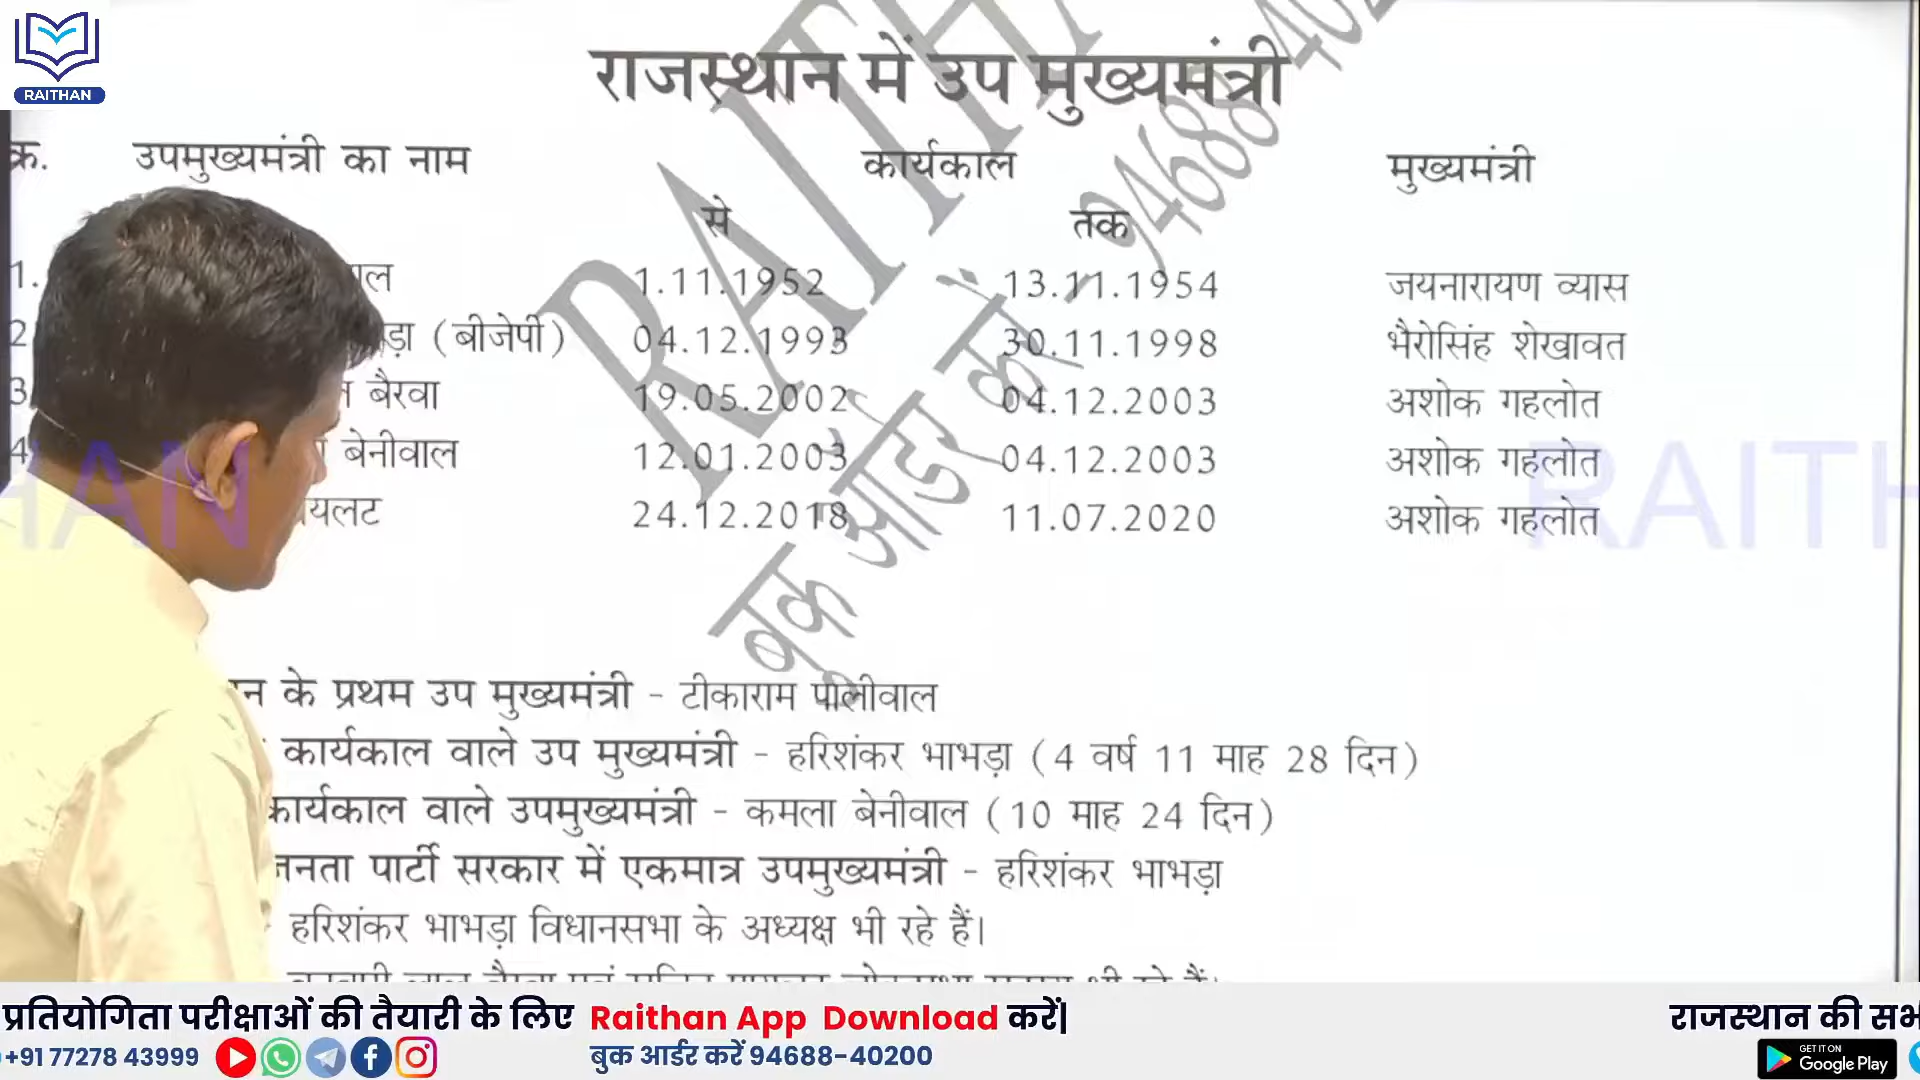 RAITHAN
राजस्थान में उप मुख्यमंत्री
क्र. उपमुख्यमंत्री का नाम कार्यकाल मुख्यमंत्री
से तक
1. 1.11.1952 13.11.1954 जयनारायण व्यास
2 (बीजेपी) 04.12.1993 30.11.1998 भैरोसिंह शेखावत
3 बैरवा 19.05.2002 04.12.2003 अशोक गहलोत
4 बेनीवाल 12.01.2003 04.12.2003 अशोक गहलोत
24.12.2018 11.07.2020 अशोक गहलोत
के प्रथम उप मुख्यमंत्री - टीकाराम पालीवाल
कार्यकाल वाले उप मुख्यमंत्री - हरिशंकर भाभड़ा (4 वर्ष 11 माह 28 दिन)
कार्यकाल वाले उपमुख्यमंत्री - कमला बेनीवाल (10 माह 24 दिन)
जनता पार्टी सरकार में एकमात्र उपमुख्यमंत्री - हरिशंकर भाभड़ा
हरिशंकर भाभड़ा विधानसभा के अध्यक्ष भी रहे हैं।
बुक ऑर्डर करें - 94688
प्रतियोगिता परीक्षाओं की तैयारी के लिए Raithan App Download करें|
राजस्थान की
+91 77278 43999
बुक आर्डर करें 94688-40200
GET IT ON
Google Play